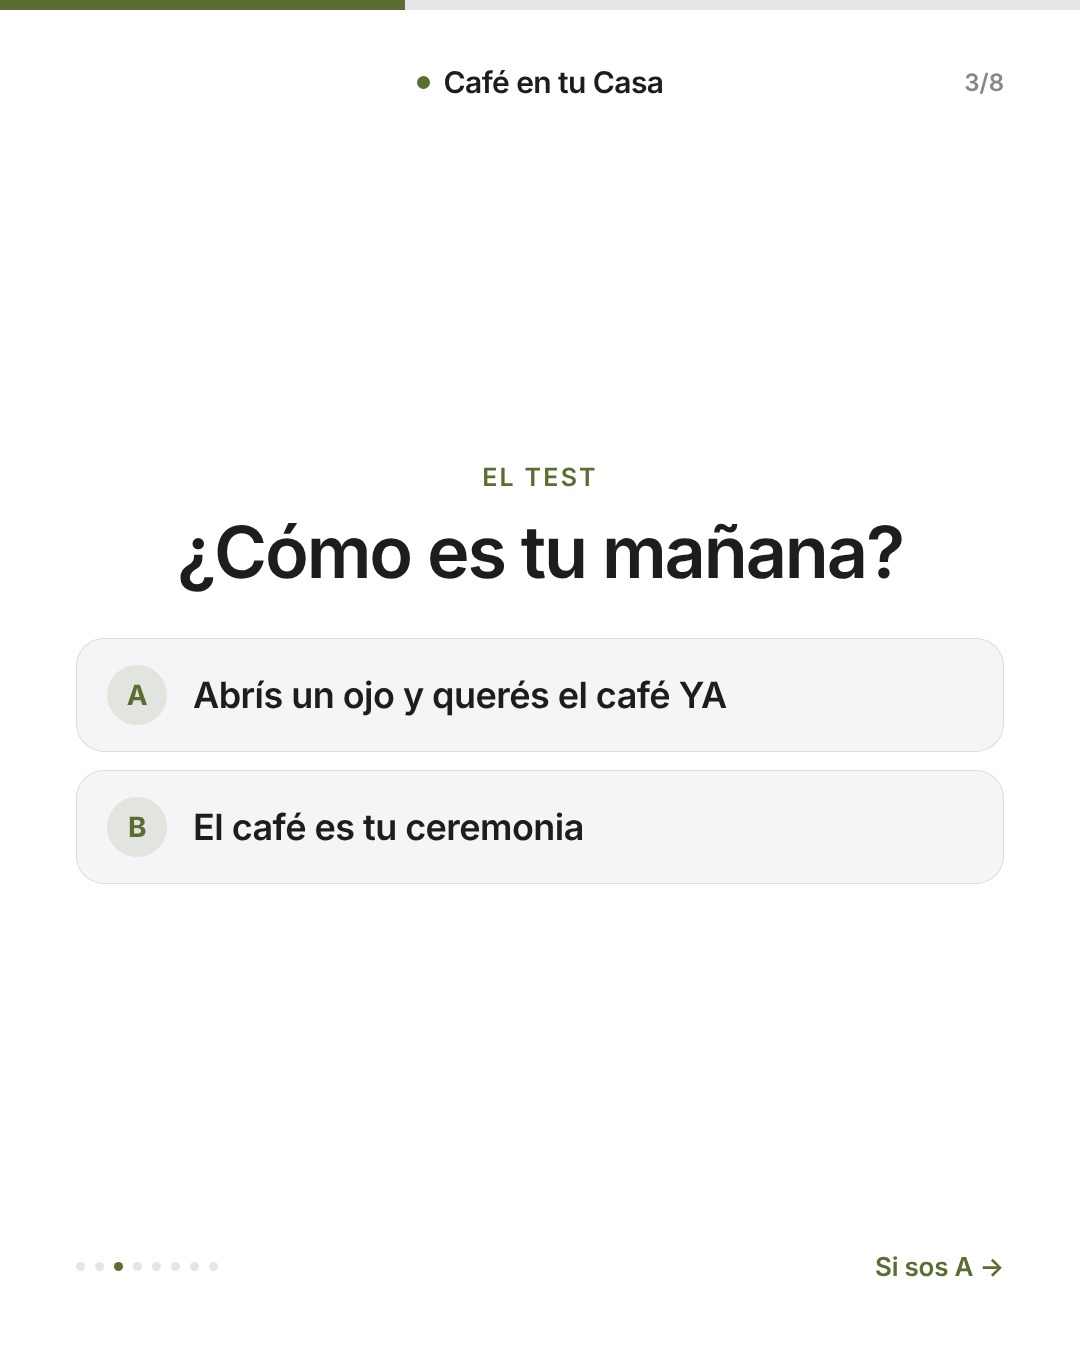 Café en tu Casa
3/8
EL TEST
¿Cómo es tu mañana?
A Abrís un ojo y querés el café YA
B El café es tu ceremonia
Si sos A →